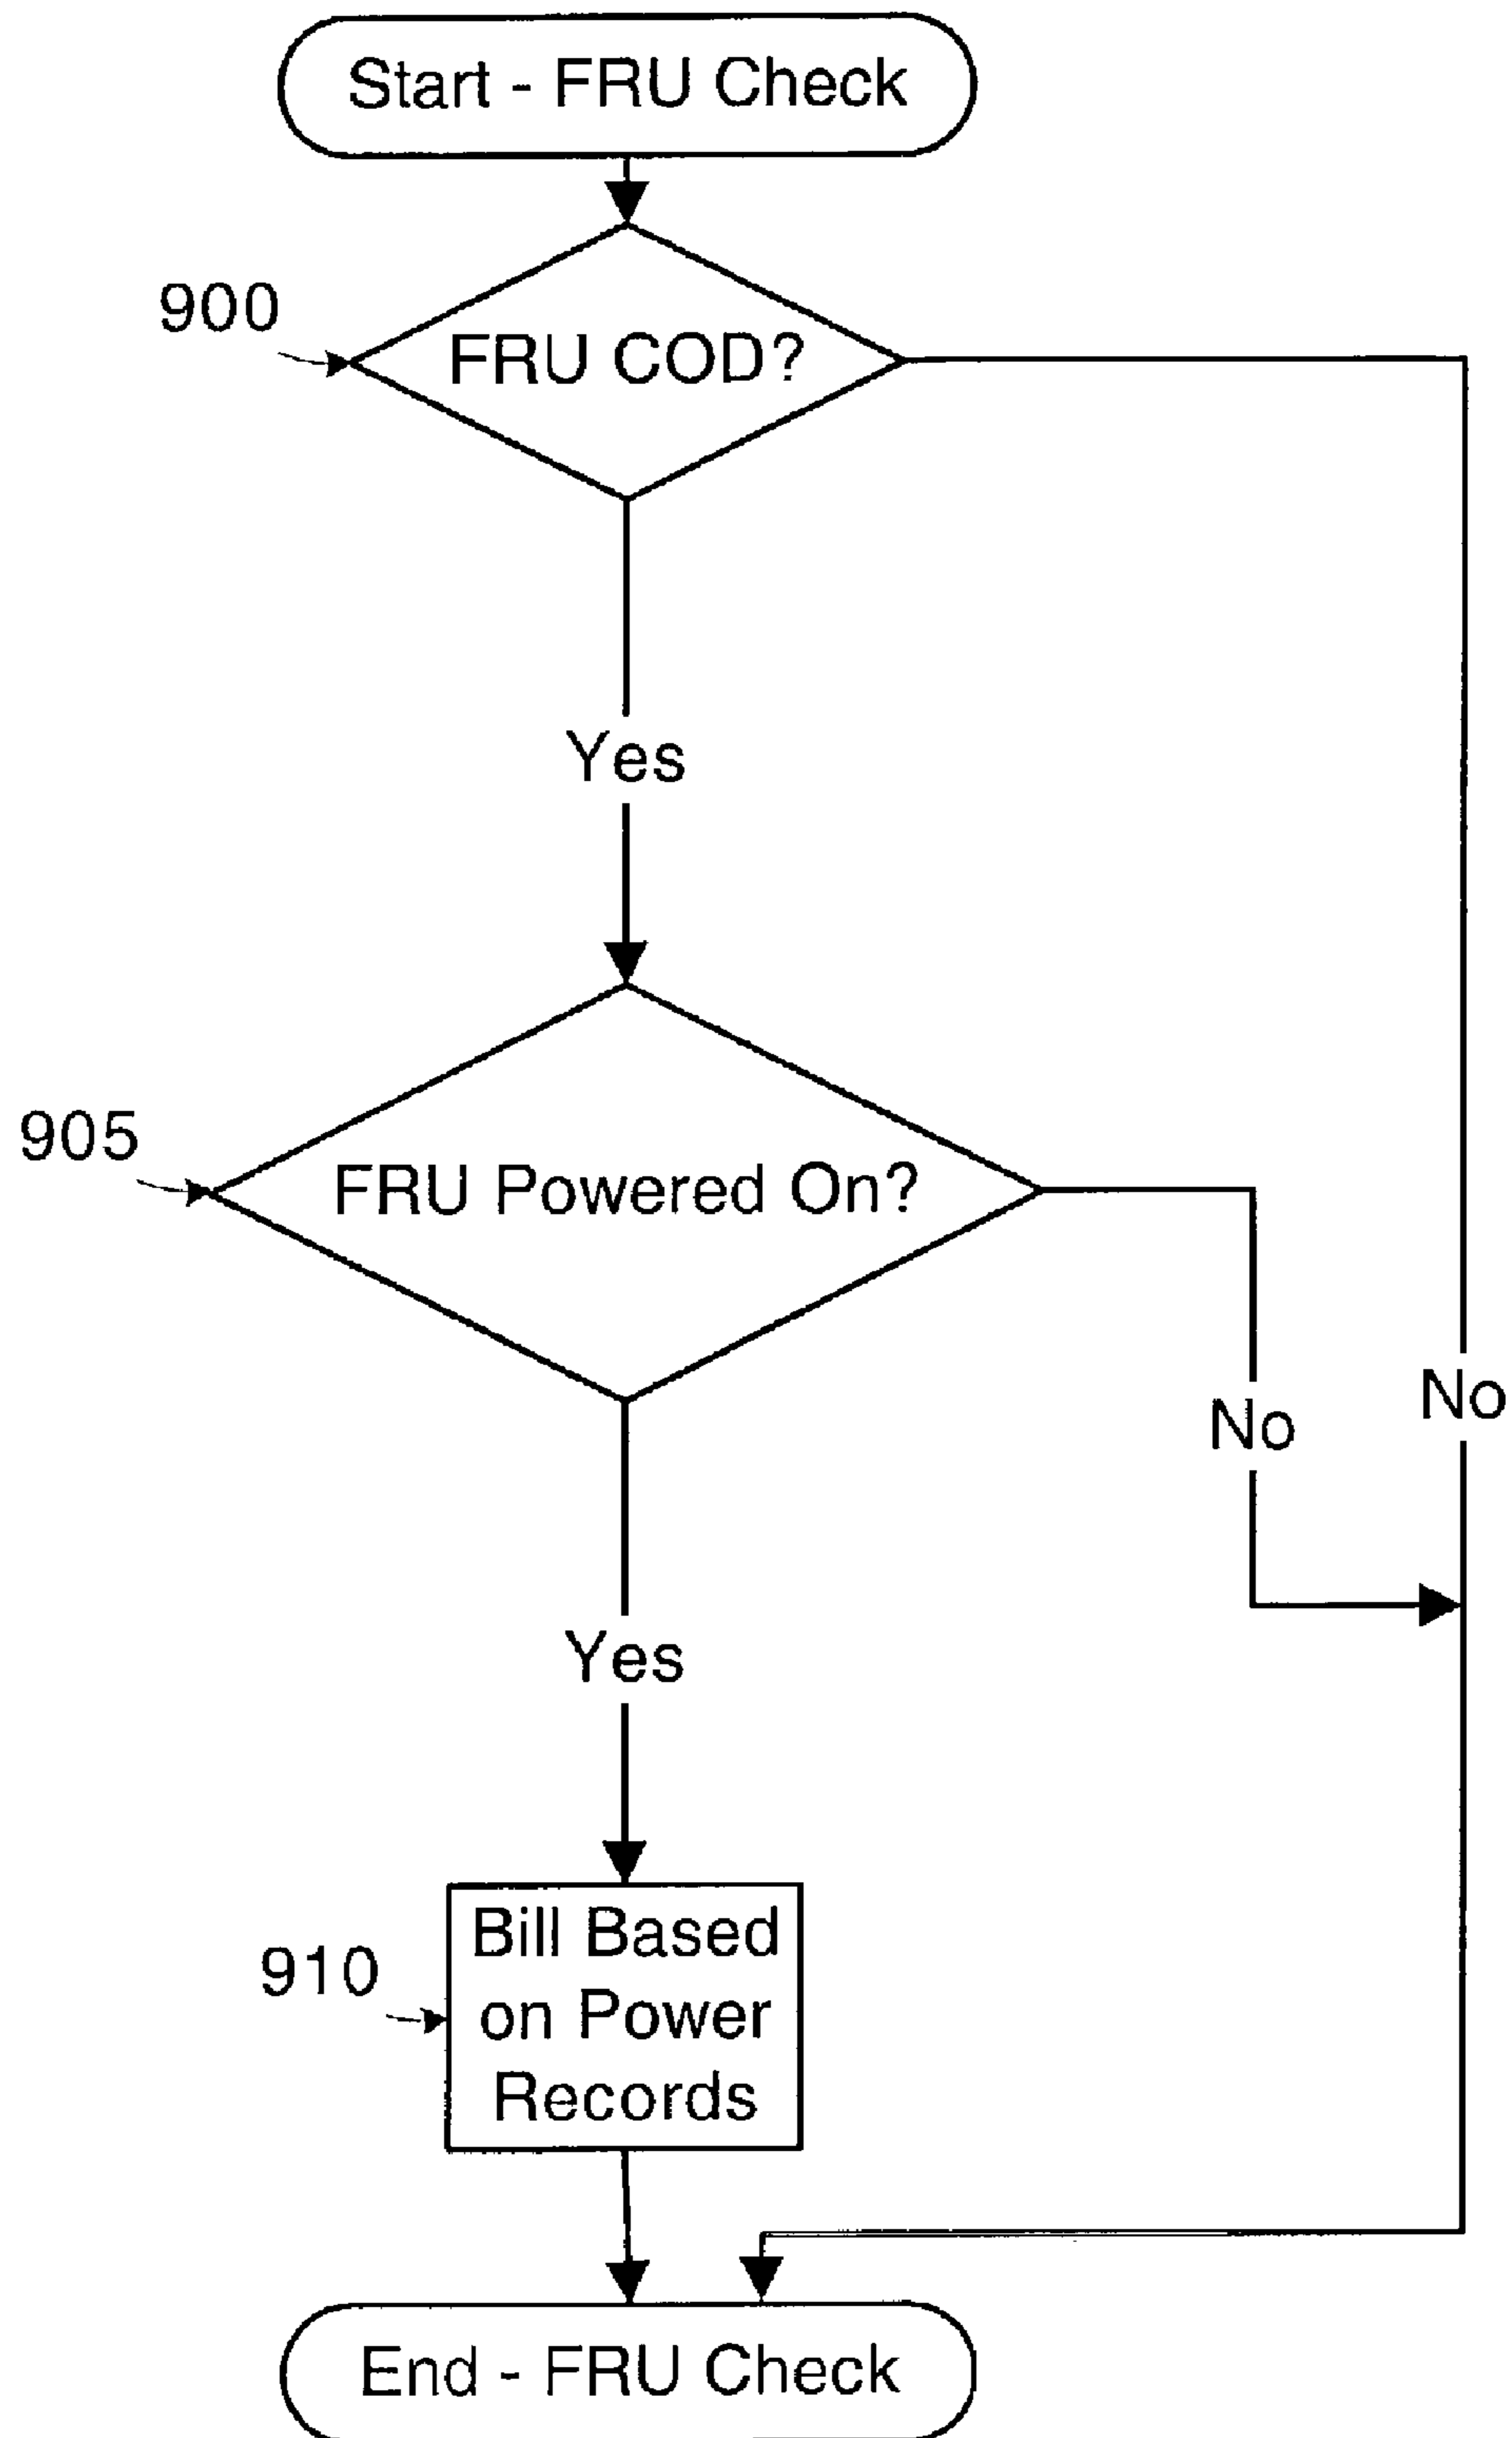 Start - FRU Check
900
FRU COD?
Yes
905
FRU Powered On?
No
No
Yes
910
Bill Based
on Power
Records
End - FRU Check